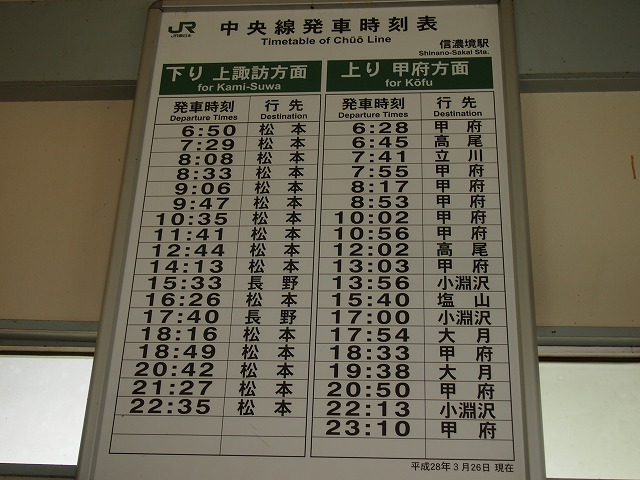 JR
JR東日本
中央線発車時刻表
Timetable of Chūō Line
信濃境駅
Shinano-Sakai Sta.
下り 上諏訪方面
for Kami-Suwa
上り 甲府方面
for Kōfu
発車時刻 行先 発車時刻 行先
Departure Times Destination Departure Times Destination
6:50 松本 6:28 甲府
7:29 松本 6:45 高尾
8:08 松本 7:41 立川
8:33 松本 7:55 甲府
9:06 松本 8:17 甲府
9:47 松本 8:53 甲府
10:35 松本 10:02 甲府
11:41 松本 10:56 甲府
12:44 松本 12:02 高尾
14:13 松本 13:03 甲府
15:33 長野 13:56 小淵沢
16:26 松本 15:40 塩山
17:40 長野 17:00 小淵沢
18:16 松本 17:54 大月
18:49 松本 18:33 甲府
20:42 松本 19:38 大月
21:27 松本 20:50 甲府
22:35 松本 22:13 小淵沢
23:10 甲府
平成28年3月26日 現在